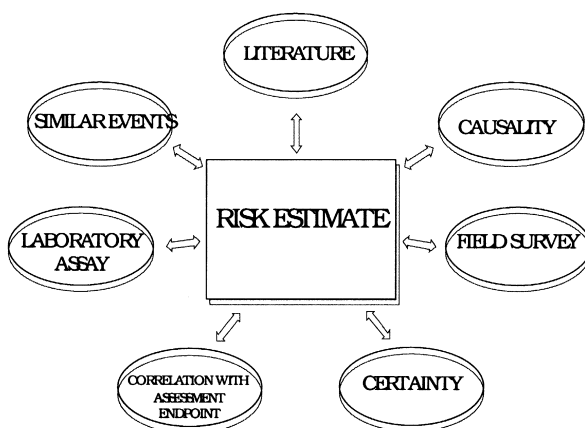 LITERATURE
SIMILAR EVENTS
CAUSALITY
RISK ESTIMATE
LABORATORY
ASSAY
FIELD SURVEY
CORRELATION WITH
ASSESSMENT
ENDPOINT
CERTAINTY